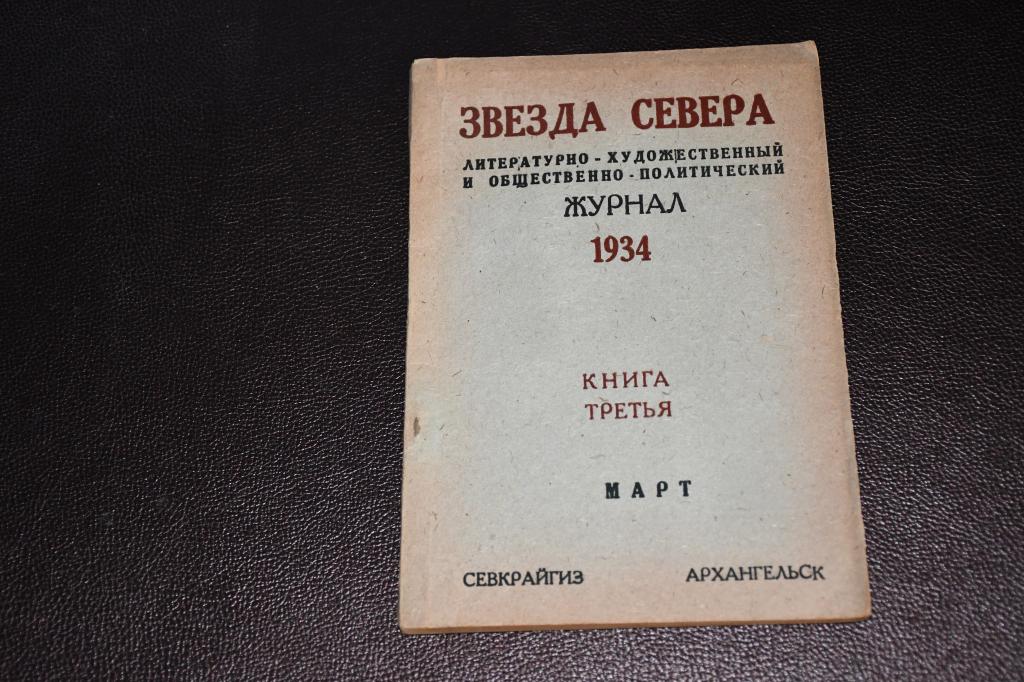 ЗВЕЗДА СЕВЕРА
ЛИТЕРАТУРНО - ХУДОЖЕСТВЕННЫЙ
И ОБЩЕСТВЕННО - ПОЛИТИЧЕСКИЙ
ЖУРНАЛ
1934
КНИГА
ТРЕТЬЯ
МАРТ
СЕВКРАЙГИЗ АРХАНГЕЛЬСК